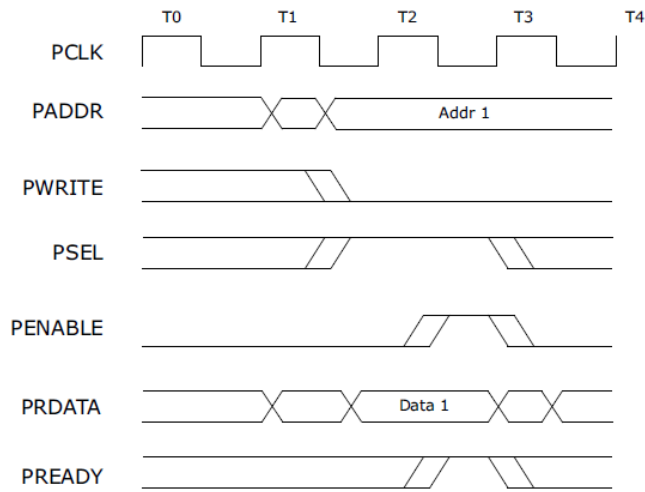 T0 T1 T2 T3 T4
PCLK
PADDR Addr 1
PWRITE
PSEL
PENABLE
PRDATA Data 1
PREADY